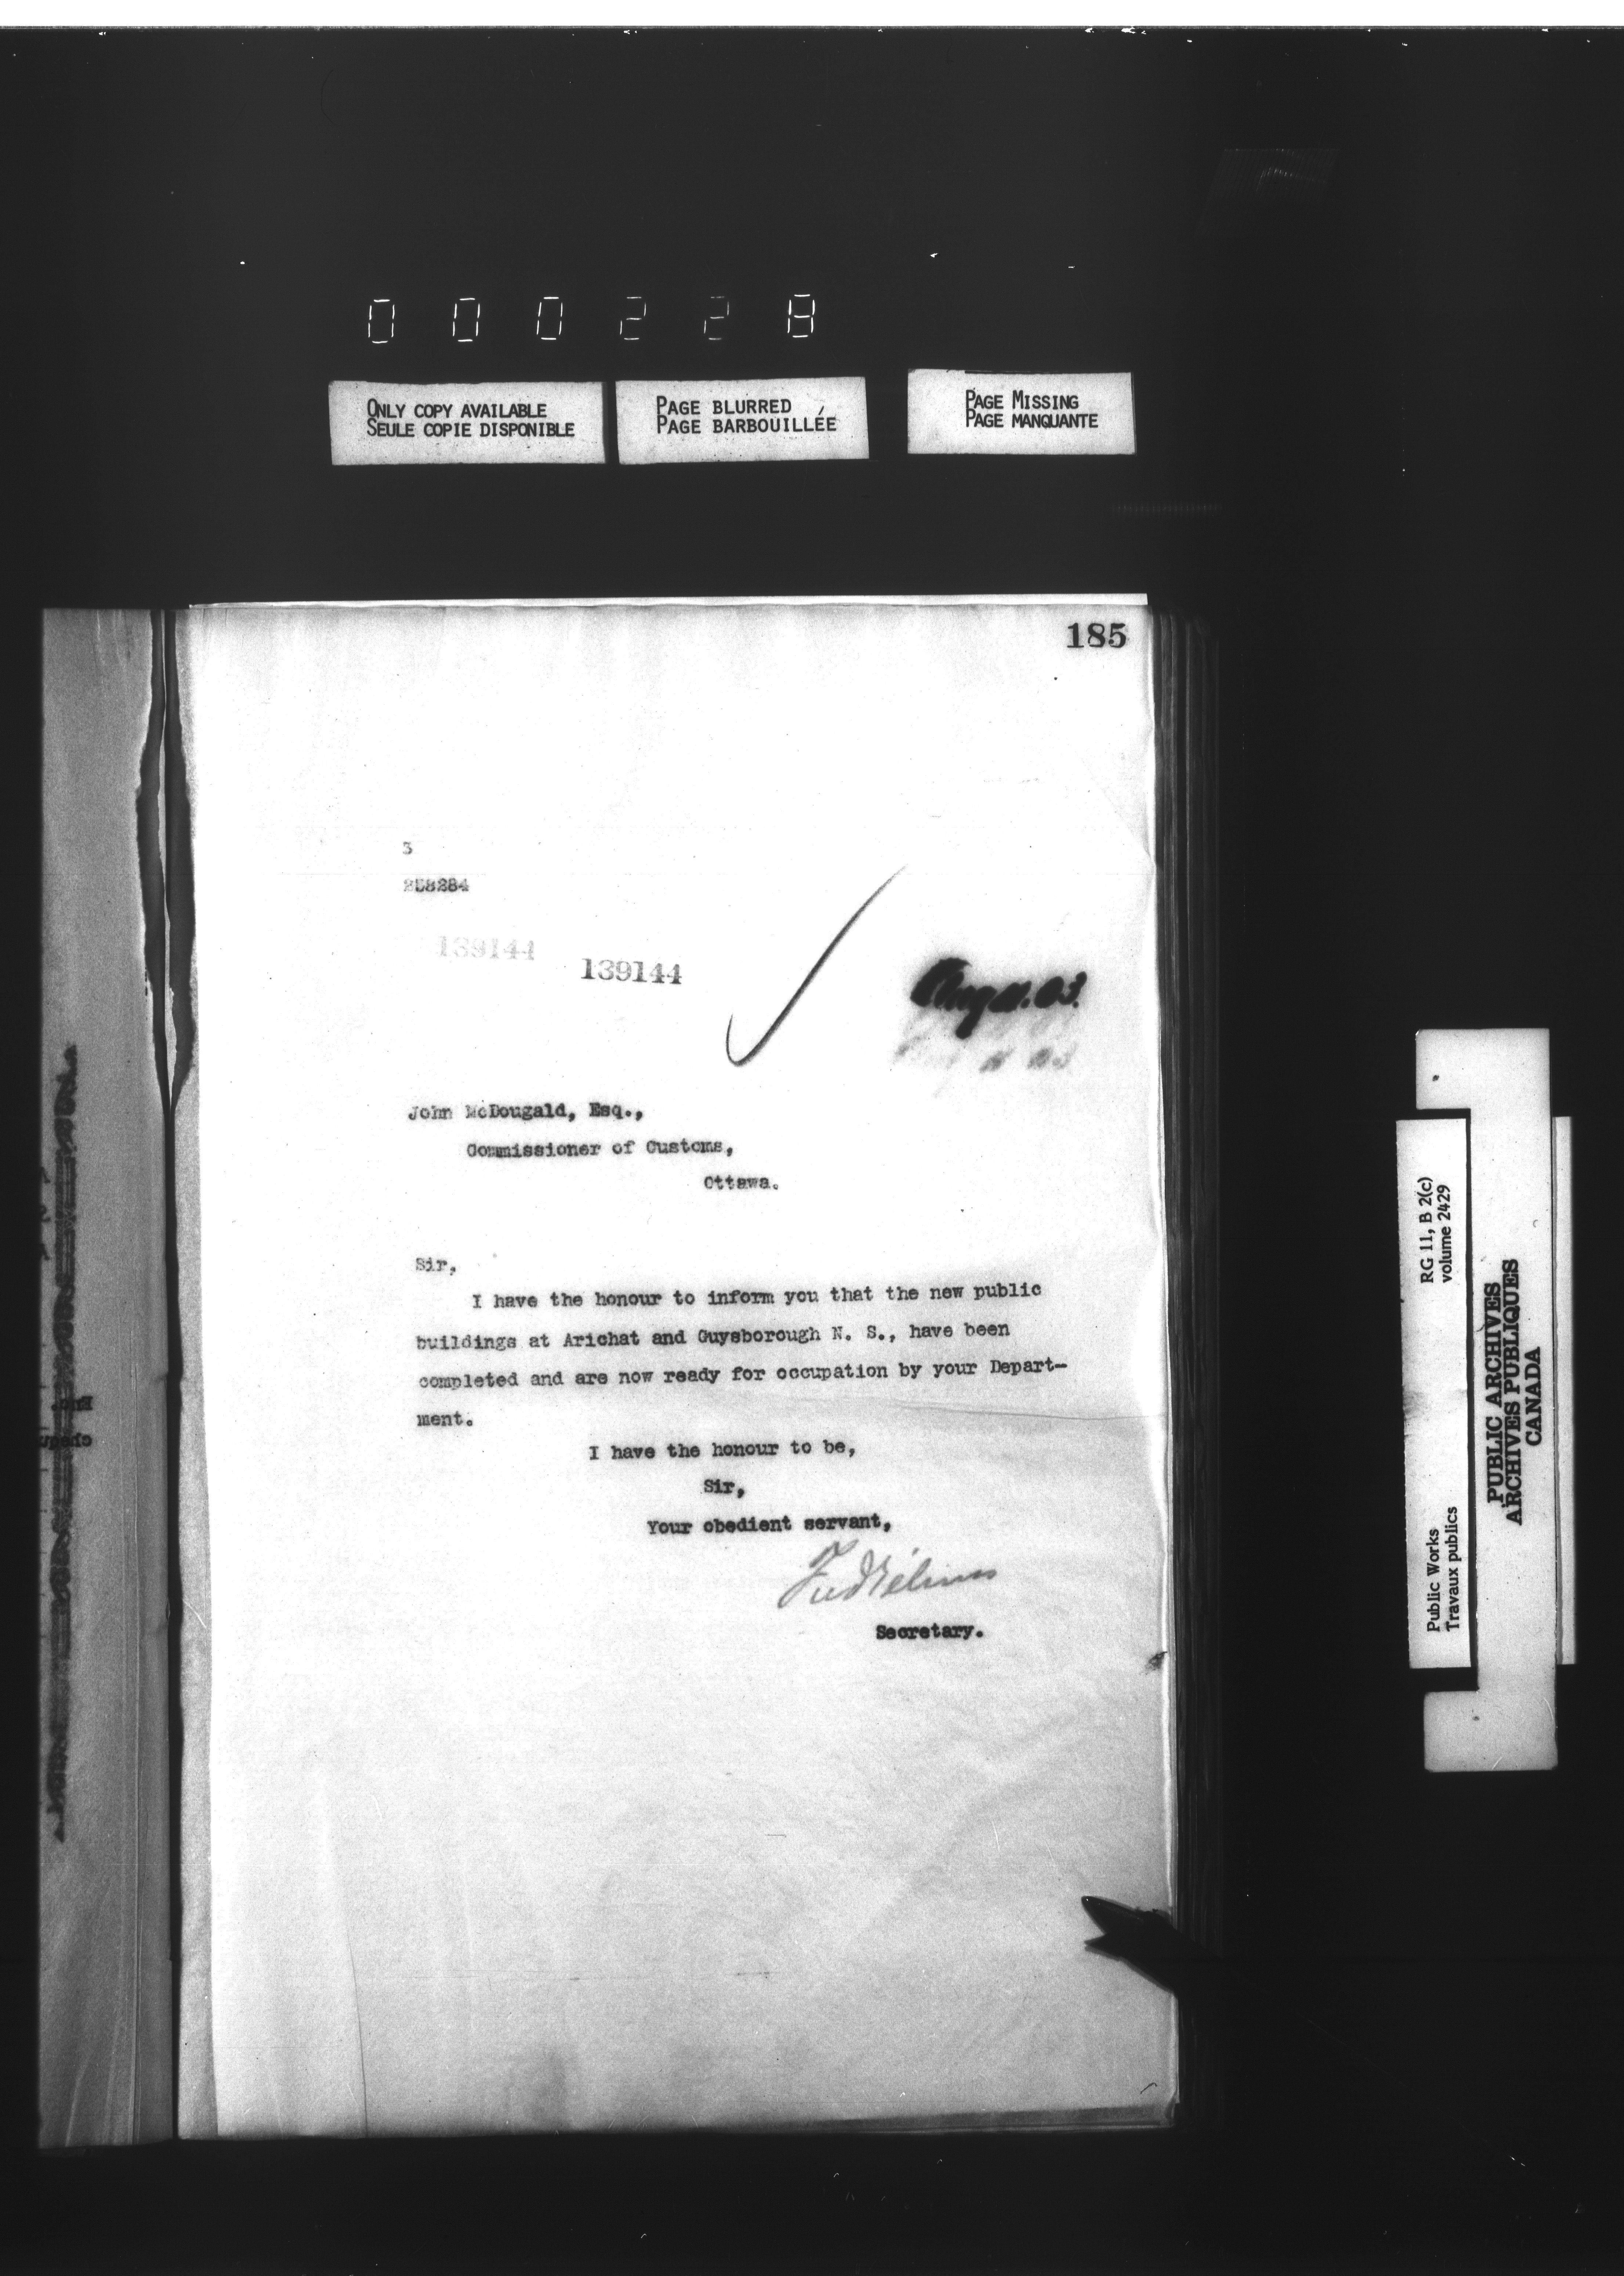 000228
ONLY COPY AVAILABLE
SEULE COPIE DISPONIBLE
PAGE BLURRED
PAGE BARBOUILLÉE
PAGE MISSING
PAGE MANQUANTE
185
3
258284
139144
139144
Aug 11. 03.
John McDougald, Esq.,
Commissioner of Customs,
Ottawa.
Sir,
I have the honour to inform you that the new public
buildings at Arichat and Guysborough N. S., have been
completed and are now ready for occupation by your Depart-
ment.
I have the honour to be,
Sir,
Your obedient servant,
Secretary.
RG 11, B 2(c)
volume 2429
Public Works
Travaux publics
PUBLIC ARCHIVES
ARCHIVES PUBLIQUES
CANADA